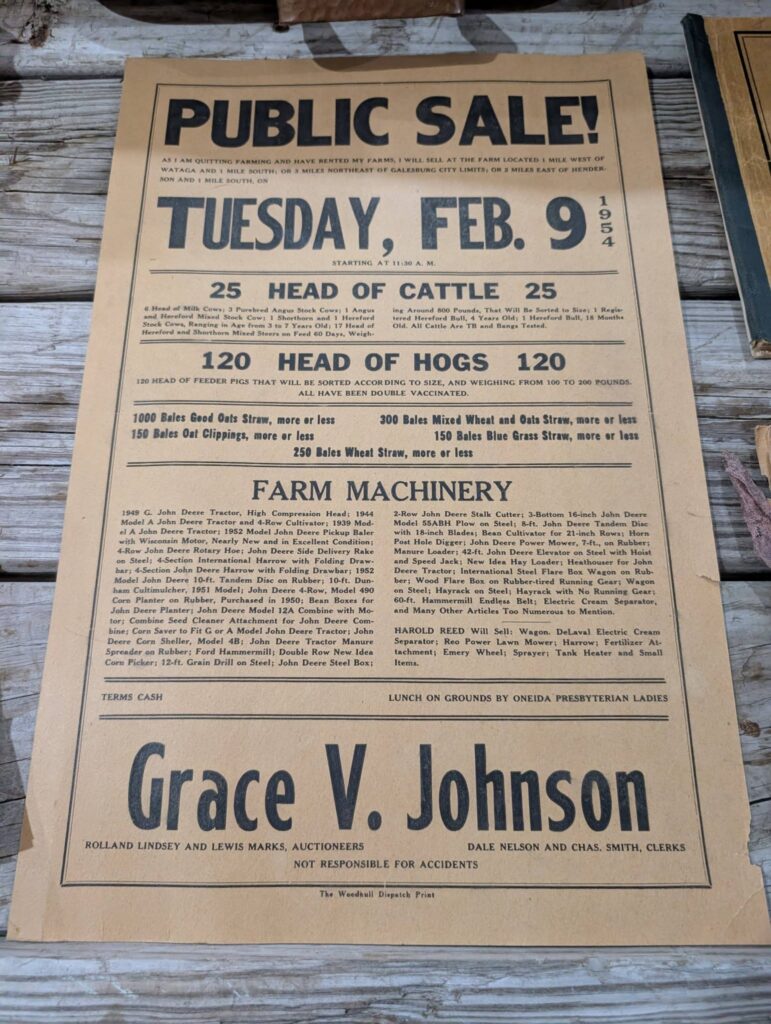 PUBLIC SALE!
AS I AM QUITTING FARMING AND HAVE RENTED MY FARMS, I WILL SELL AT THE FARM LOCATED 1 MILE WEST OF
WATAGA AND 1 MILE SOUTH; OR 3 MILES NORTHEAST OF GALESBURG CITY LIMITS; OR 2 MILES EAST OF HENDER-
SON AND 1 MILE SOUTH, ON
TUESDAY, FEB. 9 1954
STARTING AT 11:30 A. M.
25 HEAD OF CATTLE 25
6 Head of Milk Cows; 3 Purebred Angus Stock Cows; 1 Angus
and Hereford Mixed Stock Cow; 1 Shorthorn and 1 Hereford
Stock Cows, Ranging in Age from 3 to 7 Years Old; 17 Head of
Hereford and Shorthorn Mixed Steers on Feed 60 Days, Weigh-
ing Around 800 Pounds, That Will Be Sorted to Size; 1 Regis-
tered Hereford Bull, 4 Years Old; 1 Hereford Bull, 18 Months
Old. All Cattle Are TB and Bangs Tested.
120 HEAD OF HOGS 120
120 HEAD OF FEEDER PIGS THAT WILL BE SORTED ACCORDING TO SIZE, AND WEIGHING FROM 100 TO 200 POUNDS.
ALL HAVE BEEN DOUBLE VACCINATED.
1000 Bales Good Oats Straw, more or less
300 Bales Mixed Wheat and Oats Straw, more or less
150 Bales Oat Clippings, more or less
150 Bales Blue Grass Straw, more or less
250 Bales Wheat Straw, more or less
FARM MACHINERY
1949 G. John Deere Tractor, High Compression Head; 1944
Model A John Deere Tractor and 4-Row Cultivator; 1939 Mod-
el A John Deere Tractor; 1952 Model John Deere Pickup Baler
with Wisconsin Motor, Nearly New and in Excellent Condition;
4-Row John Deere Rotary Hoe; John Deere Side Delivery Rake
on Steel; 4-Section International Harrow with Folding Draw-
bar; 4-Section John Deere Harrow with Folding Drawbar; 1952
Model John Deere 10-ft. Tandem Disc on Rubber; 10-ft. Dun-
ham Cultimulcher, 1951 Model; John Deere 4-Row, Model 490
Corn Planter on Rubber, Purchased in 1950; Bean Boxes for
John Deere Planter; John Deere Model 12A Combine with Mo-
tor; Combine Seed Cleaner Attachment for John Deere Com-
bine; Corn Saver to Fit G or A Model John Deere Tractor; John
Deere Corn Sheller, Model 4B; John Deere Tractor Manure
Spreader on Rubber; Ford Hammermill; Double Row New Idea
Corn Picker; 12-ft. Grain Drill on Steel; John Deere Steel Box;
2-Row John Deere Stalk Cutter; 3-Bottom 16-inch John Deere
Model 55ABH Plow on Steel; 8-ft. John Deere Tandem Disc
with 18-inch Blades; Bean Cultivator for 21-inch Rows; Horn
Post Hole Digger; John Deere Power Mower, 7-ft., on Rubber;
Manure Loader; 42-ft. John Deere Elevator on Steel with Hoist
and Speed Jack; New Idea Hay Loader; Heathouser for John
Deere Tractor; International Steel Flare Box Wagon on Rub-
ber; Wood Flare Box on Rubber-tired Running Gear; Wagon
on Steel; Hayrack on Steel; Hayrack with No Running Gear;
60-ft. Hammermill Endless Belt; Electric Cream Separator,
and Many Other Articles Too Numerous to Mention.
HAROLD REED Will Sell: Wagon. DeLaval Electric Cream
Separator; Reo Power Lawn Mower; Harrow; Fertilizer At-
tachment; Emery Wheel; Sprayer; Tank Heater and Small
Items.
TERMS CASH
LUNCH ON GROUNDS BY ONEIDA PRESBYTERIAN LADIES
Grace V. Johnson
ROLLAND LINDSEY AND LEWIS MARKS, AUCTIONEERS
DALE NELSON AND CHAS. SMITH, CLERKS
NOT RESPONSIBLE FOR ACCIDENTS
The Woodhull Dispatch Print